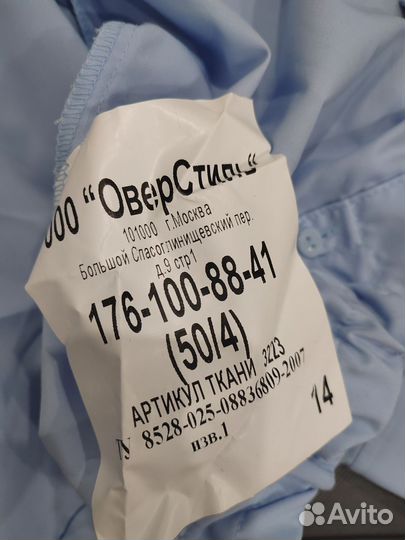 ООО "ОверСтиль"
101000 г.Москва
Большой Спасоглинищевский пер.
д.9 стр1
176-100-88-41
(50/4)
АРТИКУЛ ТКАНИ 3223
ТУ 8528-025-08836809-2007
изв.1
14
Avito